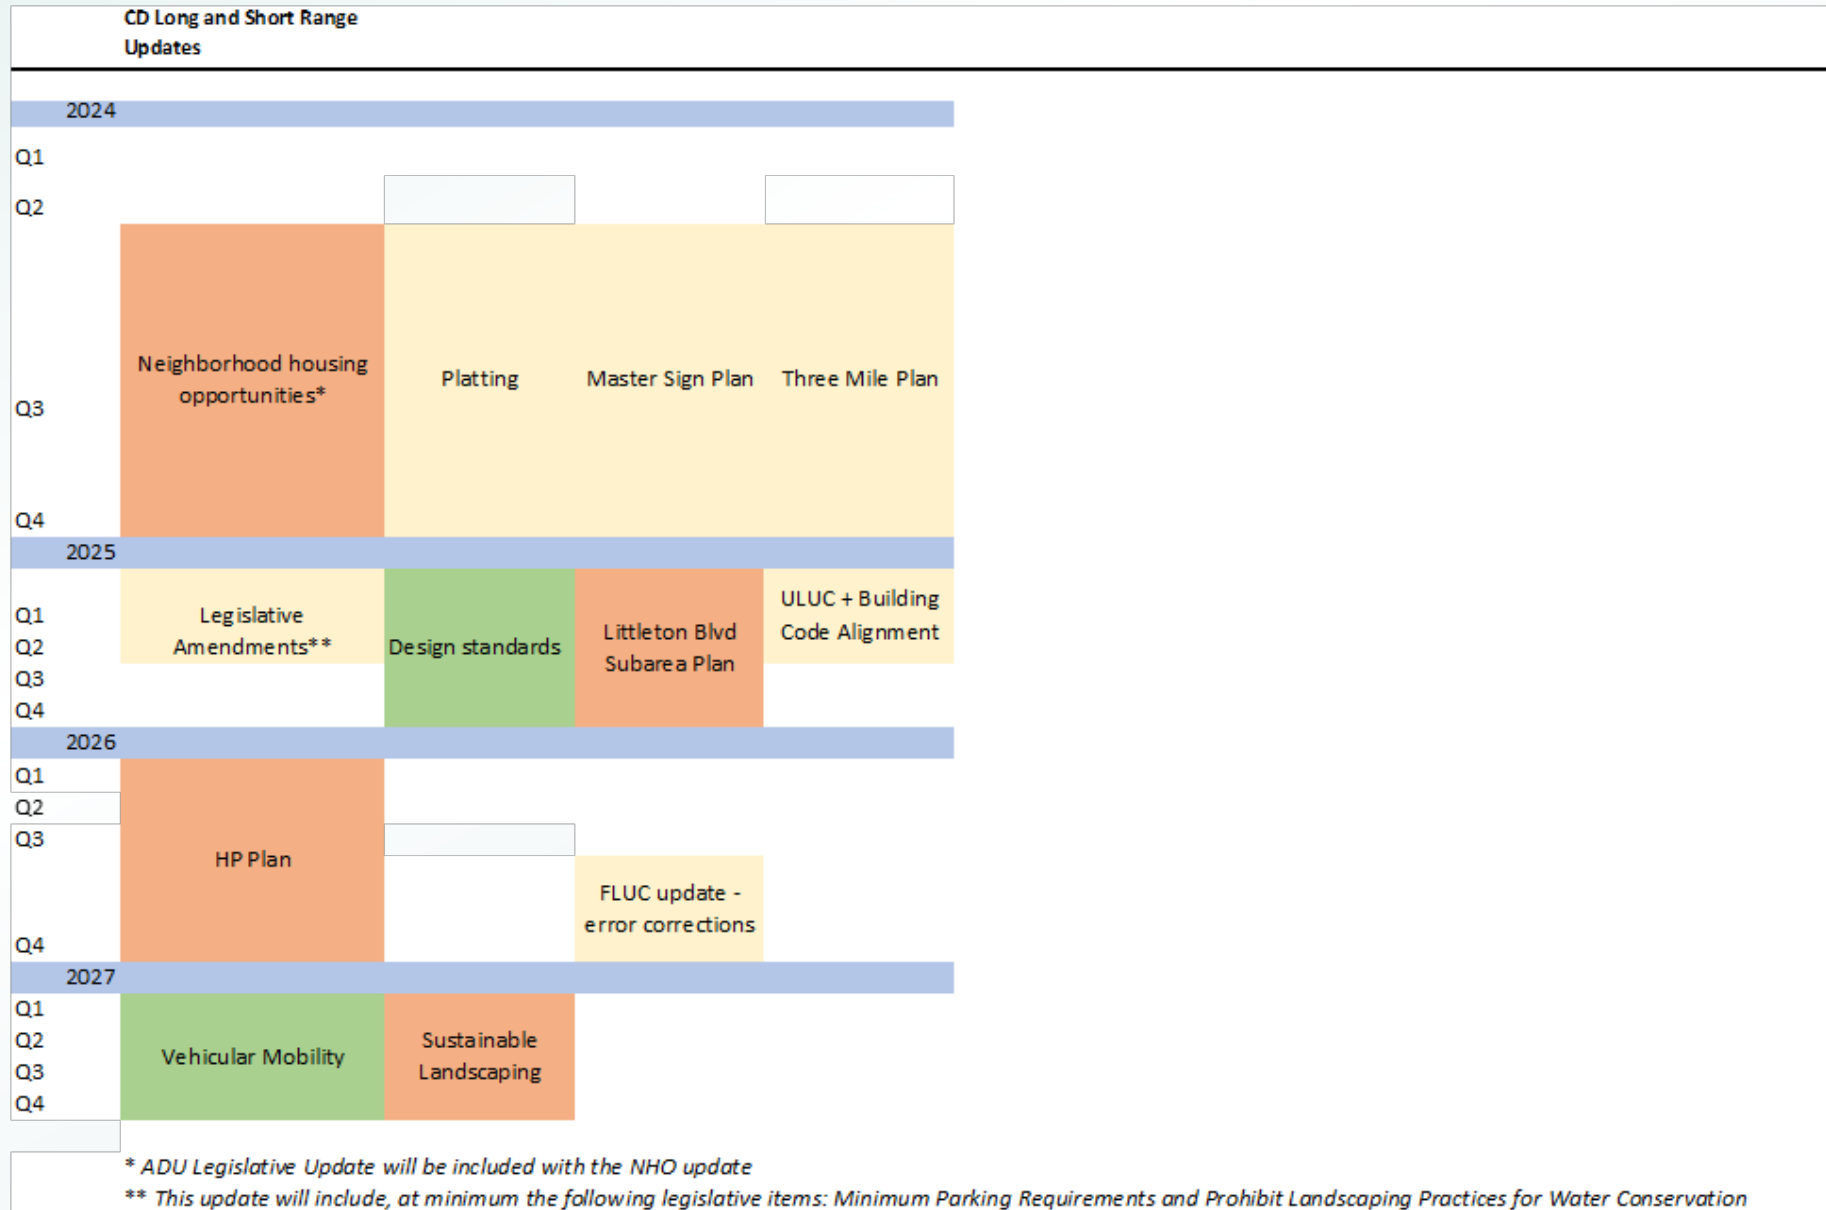 CD Long and Short Range
Updates
2024
Q1
Q2
Neighborhood housing
opportunities*
Platting
Master Sign Plan
Three Mile Plan
Q3
Q4
2025
Q1
Q2
Q3
Q4
Legislative
Amendments**
Design standards
Littleton Blvd
Subarea Plan
ULUC + Building
Code Alignment
2026
Q1
Q2
Q3
HP Plan
FLUC update -
error corrections
Q4
2027
Q1
Q2
Q3
Q4
Vehicular Mobility
Sustainable
Landscaping
* ADU Legislative Update will be included with the NHO update
** This update will include, at minimum the following legislative items: Minimum Parking Requirements and Prohibit Landscaping Practices for Water Conservation